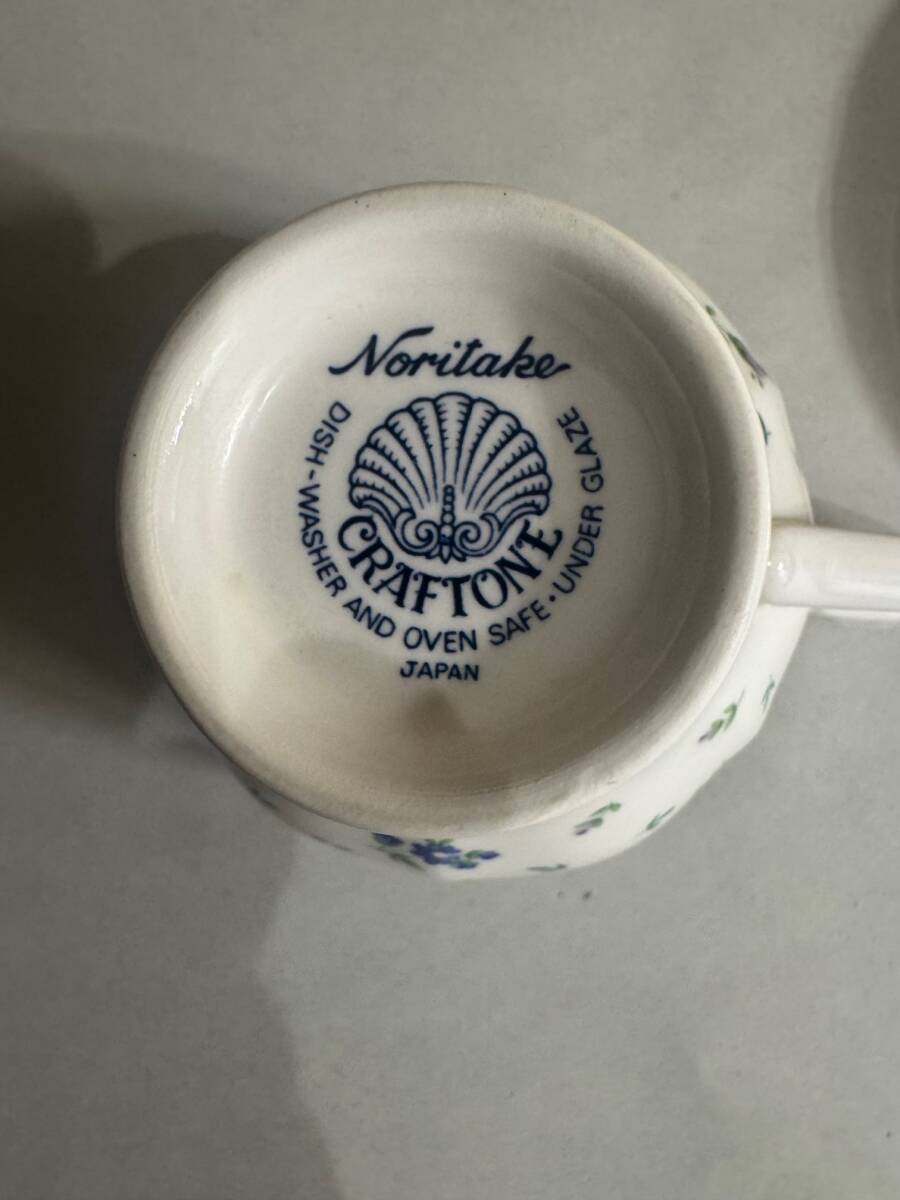 Noritake
CRAFTONE
DISH-WASHER AND OVEN SAFE·UNDER GLAZE
JAPAN